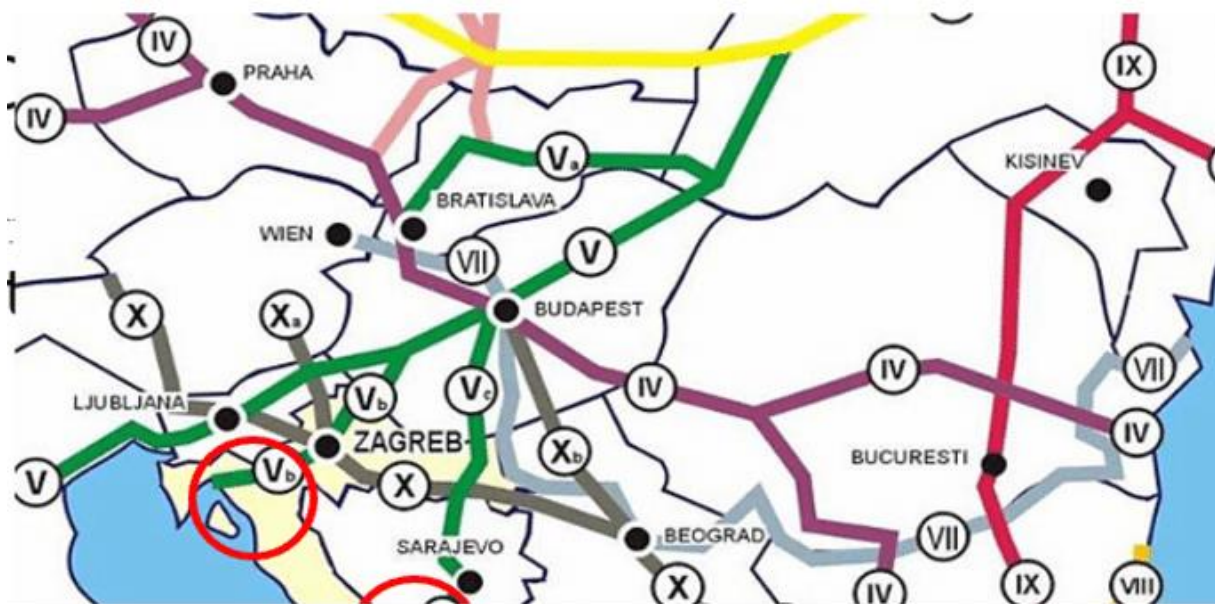 IV
PRAHA
IX
IV
KISINEV
Va
BRATISLAVA
WIEN
VII
V
BUDAPEST
X
Xa
VII
IV
IV
LJUBLJANA
Vb
Vc
IV
ZAGREB
Xb
BUCURESTI
V
Vb
X
BEOGRAD
VII
SARAJEVO
X
IV
IX
VIII